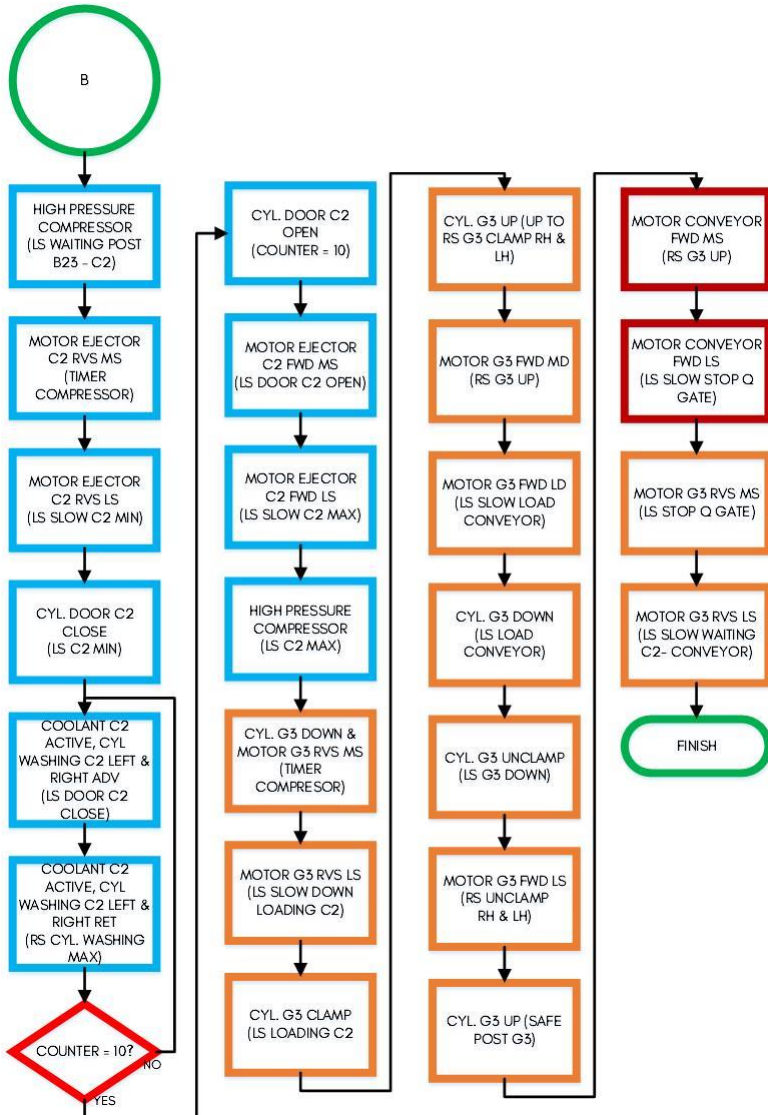 B
HIGH PRESSURE
COMPRESSOR
(LS WAITING POST
B23 - C2)
MOTOR EJECTOR
C2 RVS MS
(TIMER
COMPRESSOR)
MOTOR EJECTOR
C2 RVS LS
(LS SLOW C2 MIN)
CYL. DOOR C2
CLOSE
(LS C2 MIN)
COOLANT C2
ACTIVE, CYL
WASHING C2 LEFT &
RIGHT ADV
(LS DOOR C2
CLOSE)
COOLANT C2
ACTIVE, CYL
WASHING C2 LEFT &
RIGHT RET
(RS CYL. WASHING
MAX)
COUNTER = 10?
NO
YES
CYL. DOOR C2
OPEN
(COUNTER = 10)
MOTOR EJECTOR
C2 FWD MS
(LS DOOR C2 OPEN)
MOTOR EJECTOR
C2 FWD LS
(LS SLOW C2 MAX)
HIGH PRESSURE
COMPRESSOR
(LS C2 MAX)
CYL. G3 DOWN &
MOTOR G3 RVS MS
(TIMER
COMPRESOR)
MOTOR G3 RVS LS
(LS SLOW DOWN
LOADING C2)
CYL. G3 CLAMP
(LS LOADING C2
CYL. G3 UP (UP TO
RS G3 CLAMP RH &
LH)
MOTOR G3 FWD MD
(RS G3 UP)
MOTOR G3 FWD LD
(LS SLOW LOAD
CONVEYOR)
CYL. G3 DOWN
(LS LOAD
CONVEYOR)
CYL. G3 UNCLAMP
(LS G3 DOWN)
MOTOR G3 FWD LS
(RS UNCLAMP
RH & LH)
CYL. G3 UP (SAFE
POST G3)
MOTOR CONVEYOR
FWD MS
(RS G3 UP)
MOTOR CONVEYOR
FWD LS
(LS SLOW STOP Q
GATE)
MOTOR G3 RVS MS
(LS STOP Q GATE)
MOTOR G3 RVS LS
(LS SLOW WAITING
C2- CONVEYOR)
FINISH